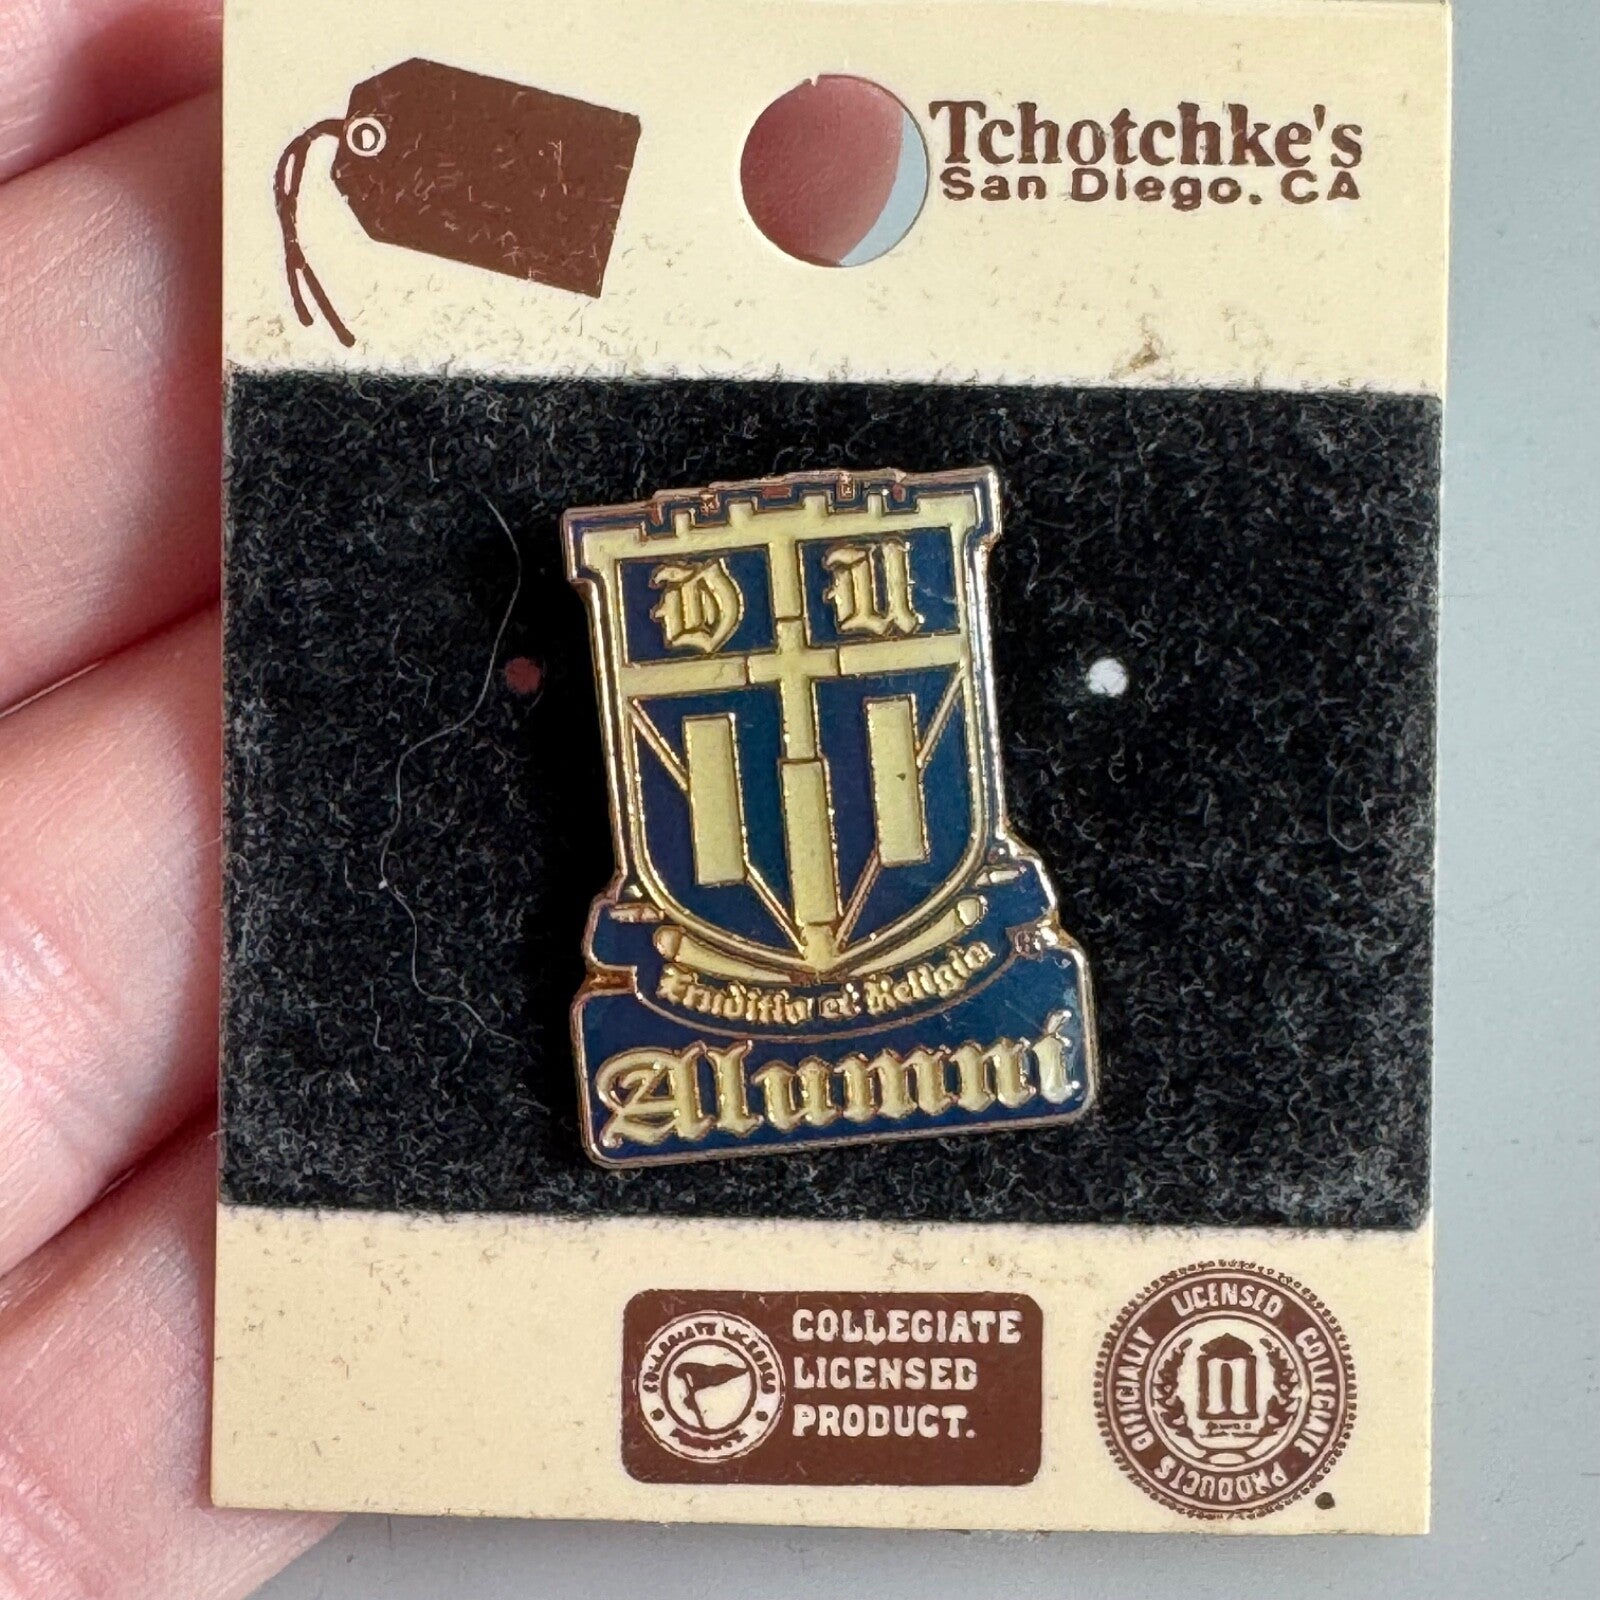 Tchotchke's
San Diego, CA
D U
Eruditio et Religio
Alumni
COLLEGIATE
LICENSED
PRODUCT.
OFFICIALLY LICENSED COLLEGIATE PRODUCTS